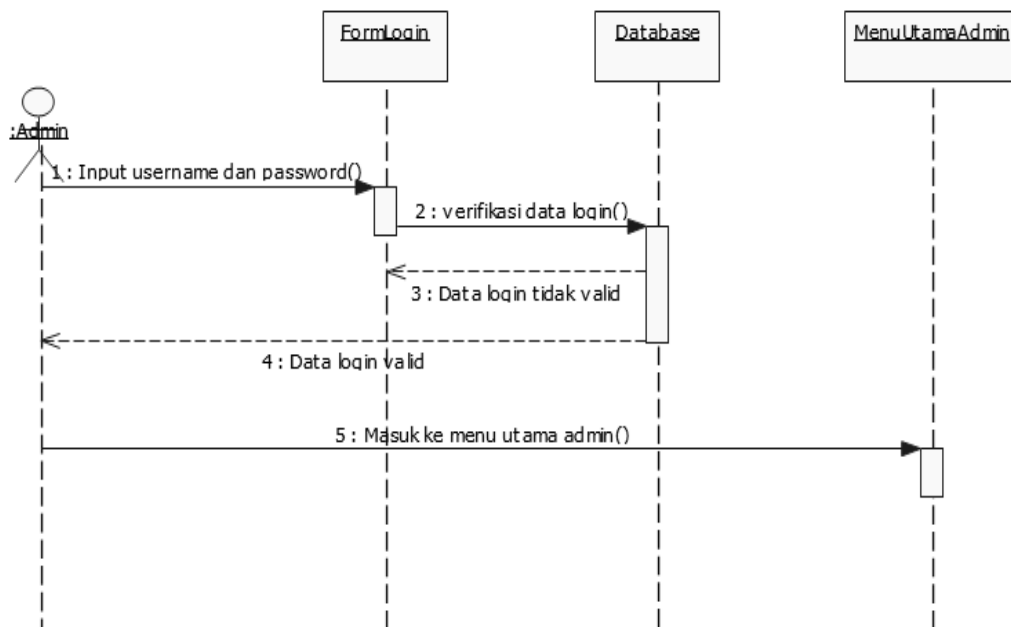 FormLogin
Database
MenuUtamaAdmin
:Admin
1 : Input username dan password()
2 : verifikasi data login()
3 : Data login tidak valid
4 : Data login valid
5 : Masuk ke menu utama admin()